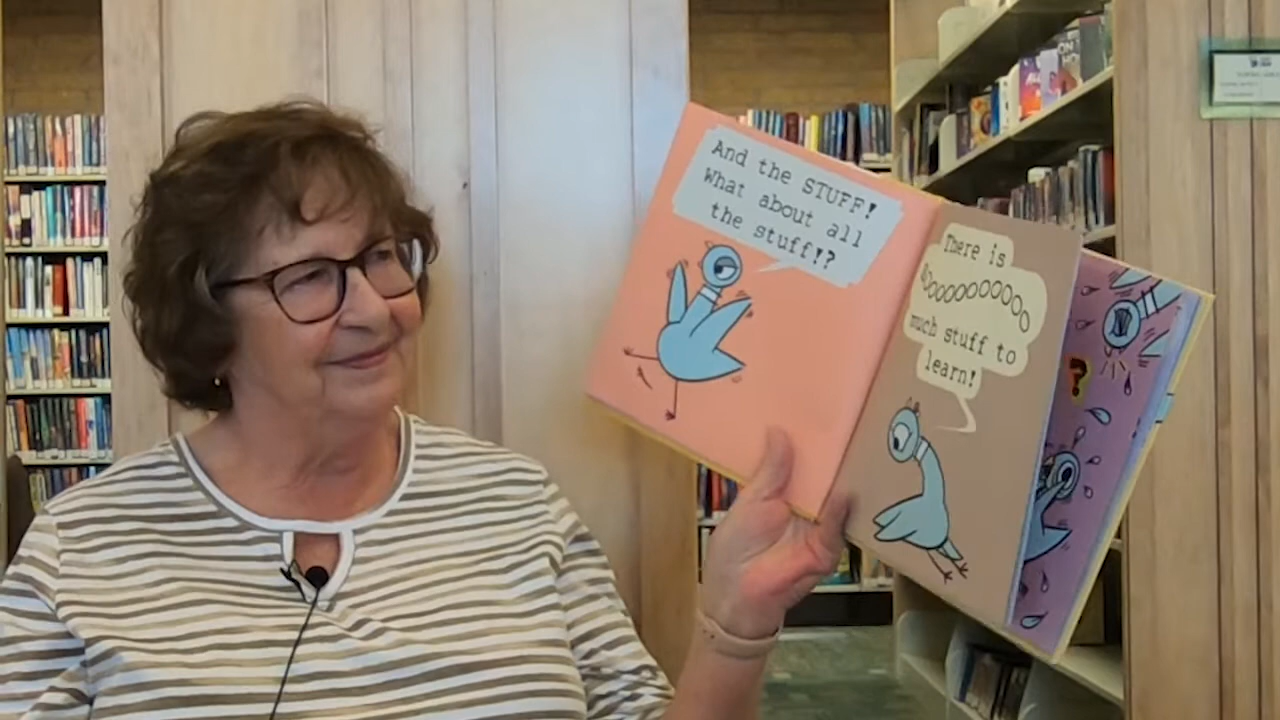 And the STUFF!
What about all
the stuff!?
There is
SOOOOOOOOOO
much stuff to
learn!
?